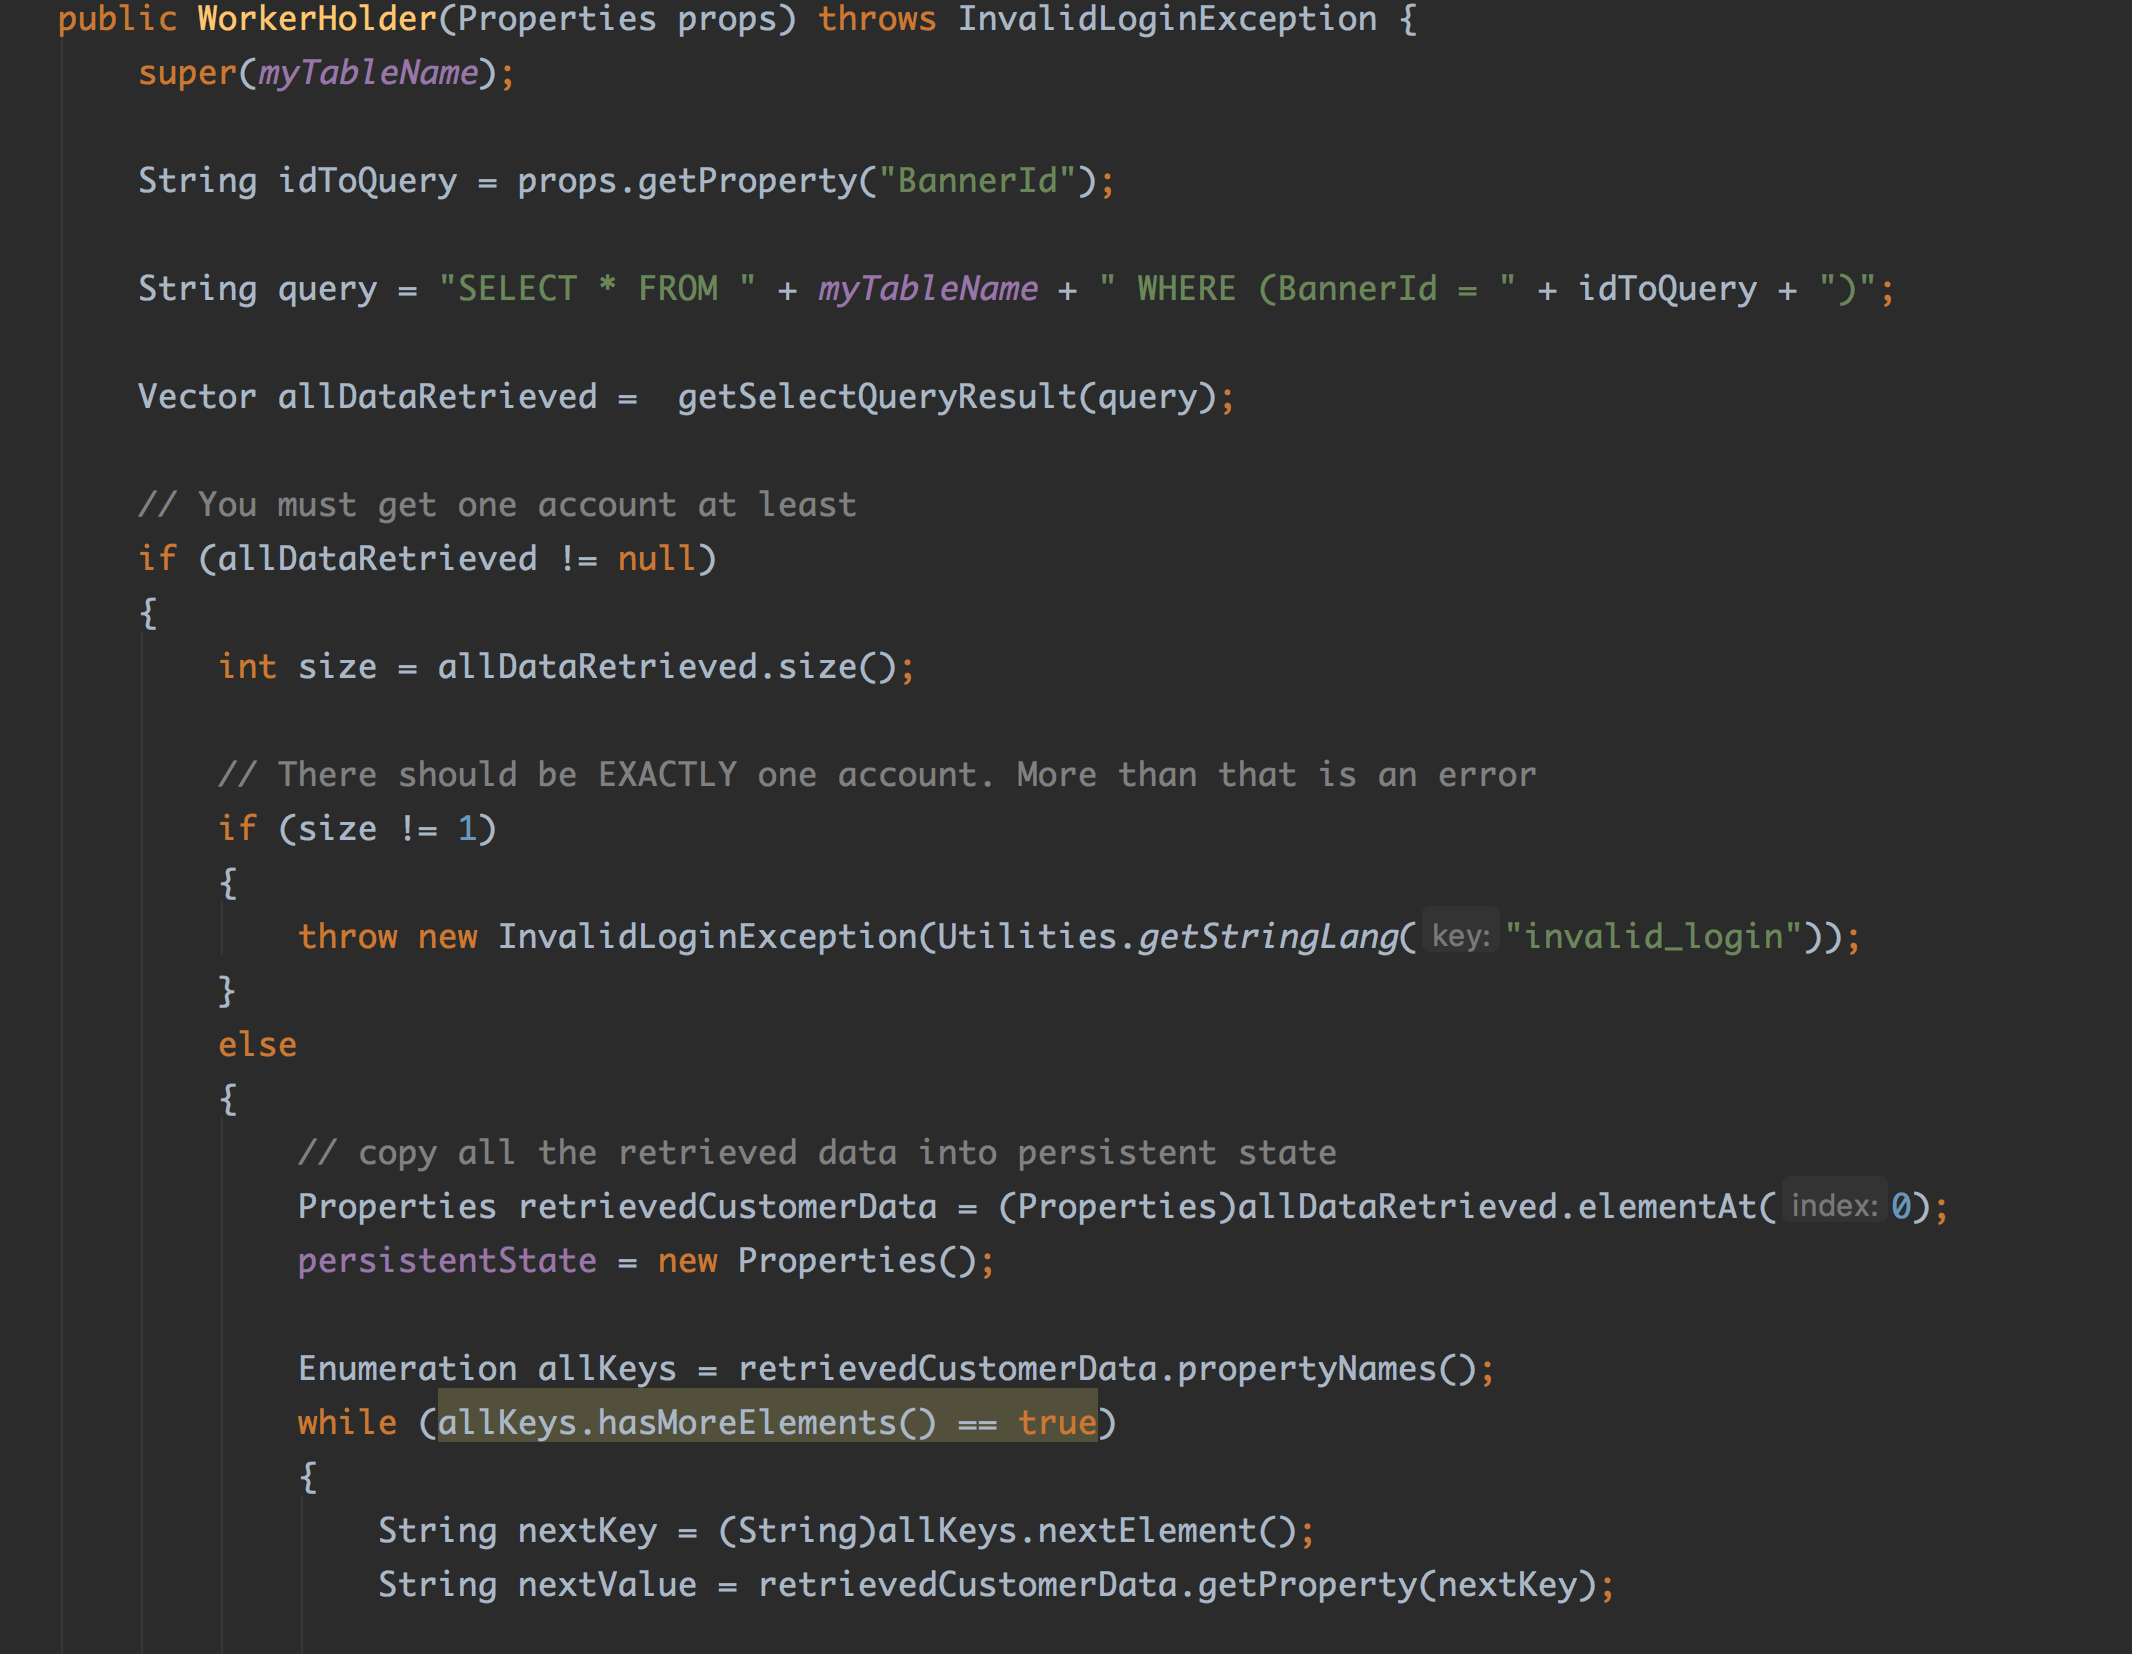 public WorkerHolder(Properties props) throws InvalidLoginException {
super(myTableName);
String idToQuery = props.getProperty("BannerId");
String query = "SELECT * FROM " + myTableName + " WHERE (BannerId = " + idToQuery + ")";
Vector allDataRetrieved =  getSelectQueryResult(query);
// You must get one account at least
if (allDataRetrieved != null)
{
int size = allDataRetrieved.size();
// There should be EXACTLY one account. More than that is an error
if (size != 1)
{
throw new InvalidLoginException(Utilities.getStringLang( key: "invalid_login"));
}
else
{
// copy all the retrieved data into persistent state
Properties retrievedCustomerData = (Properties)allDataRetrieved.elementAt( index: 0);
persistentState = new Properties();
Enumeration allKeys = retrievedCustomerData.propertyNames();
while (allKeys.hasMoreElements() == true)
{
String nextKey = (String)allKeys.nextElement();
String nextValue = retrievedCustomerData.getProperty(nextKey);